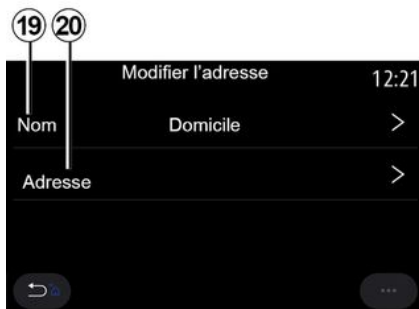 19 20
Modifier l'adresse 12:21
Nom Domicile >
Adresse >
...